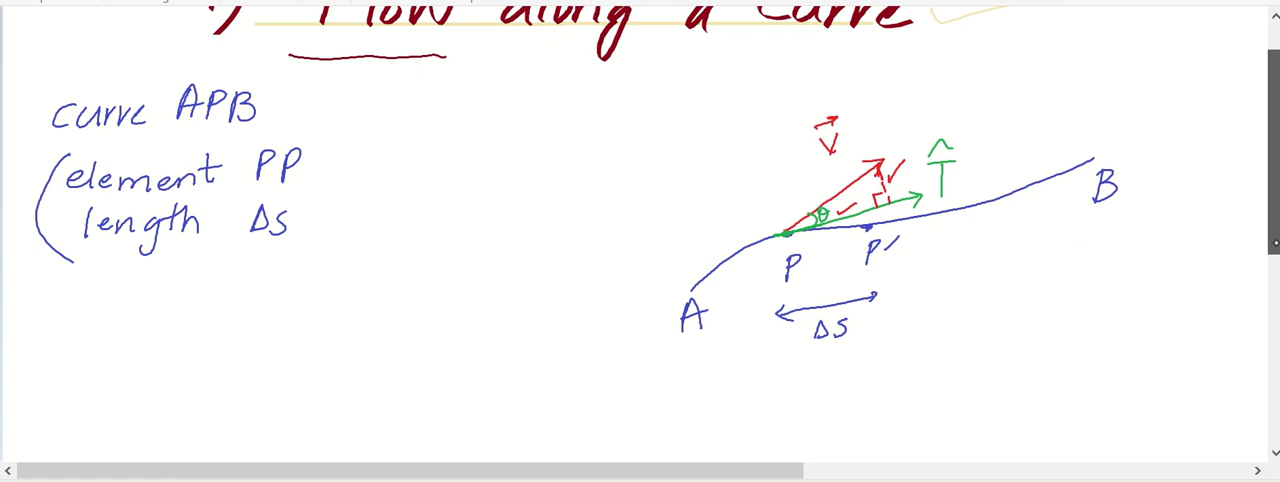 ) Flow along a curve
curve APB
element PP
length Δs
V
T
θ
B
P
P′
A
Δs